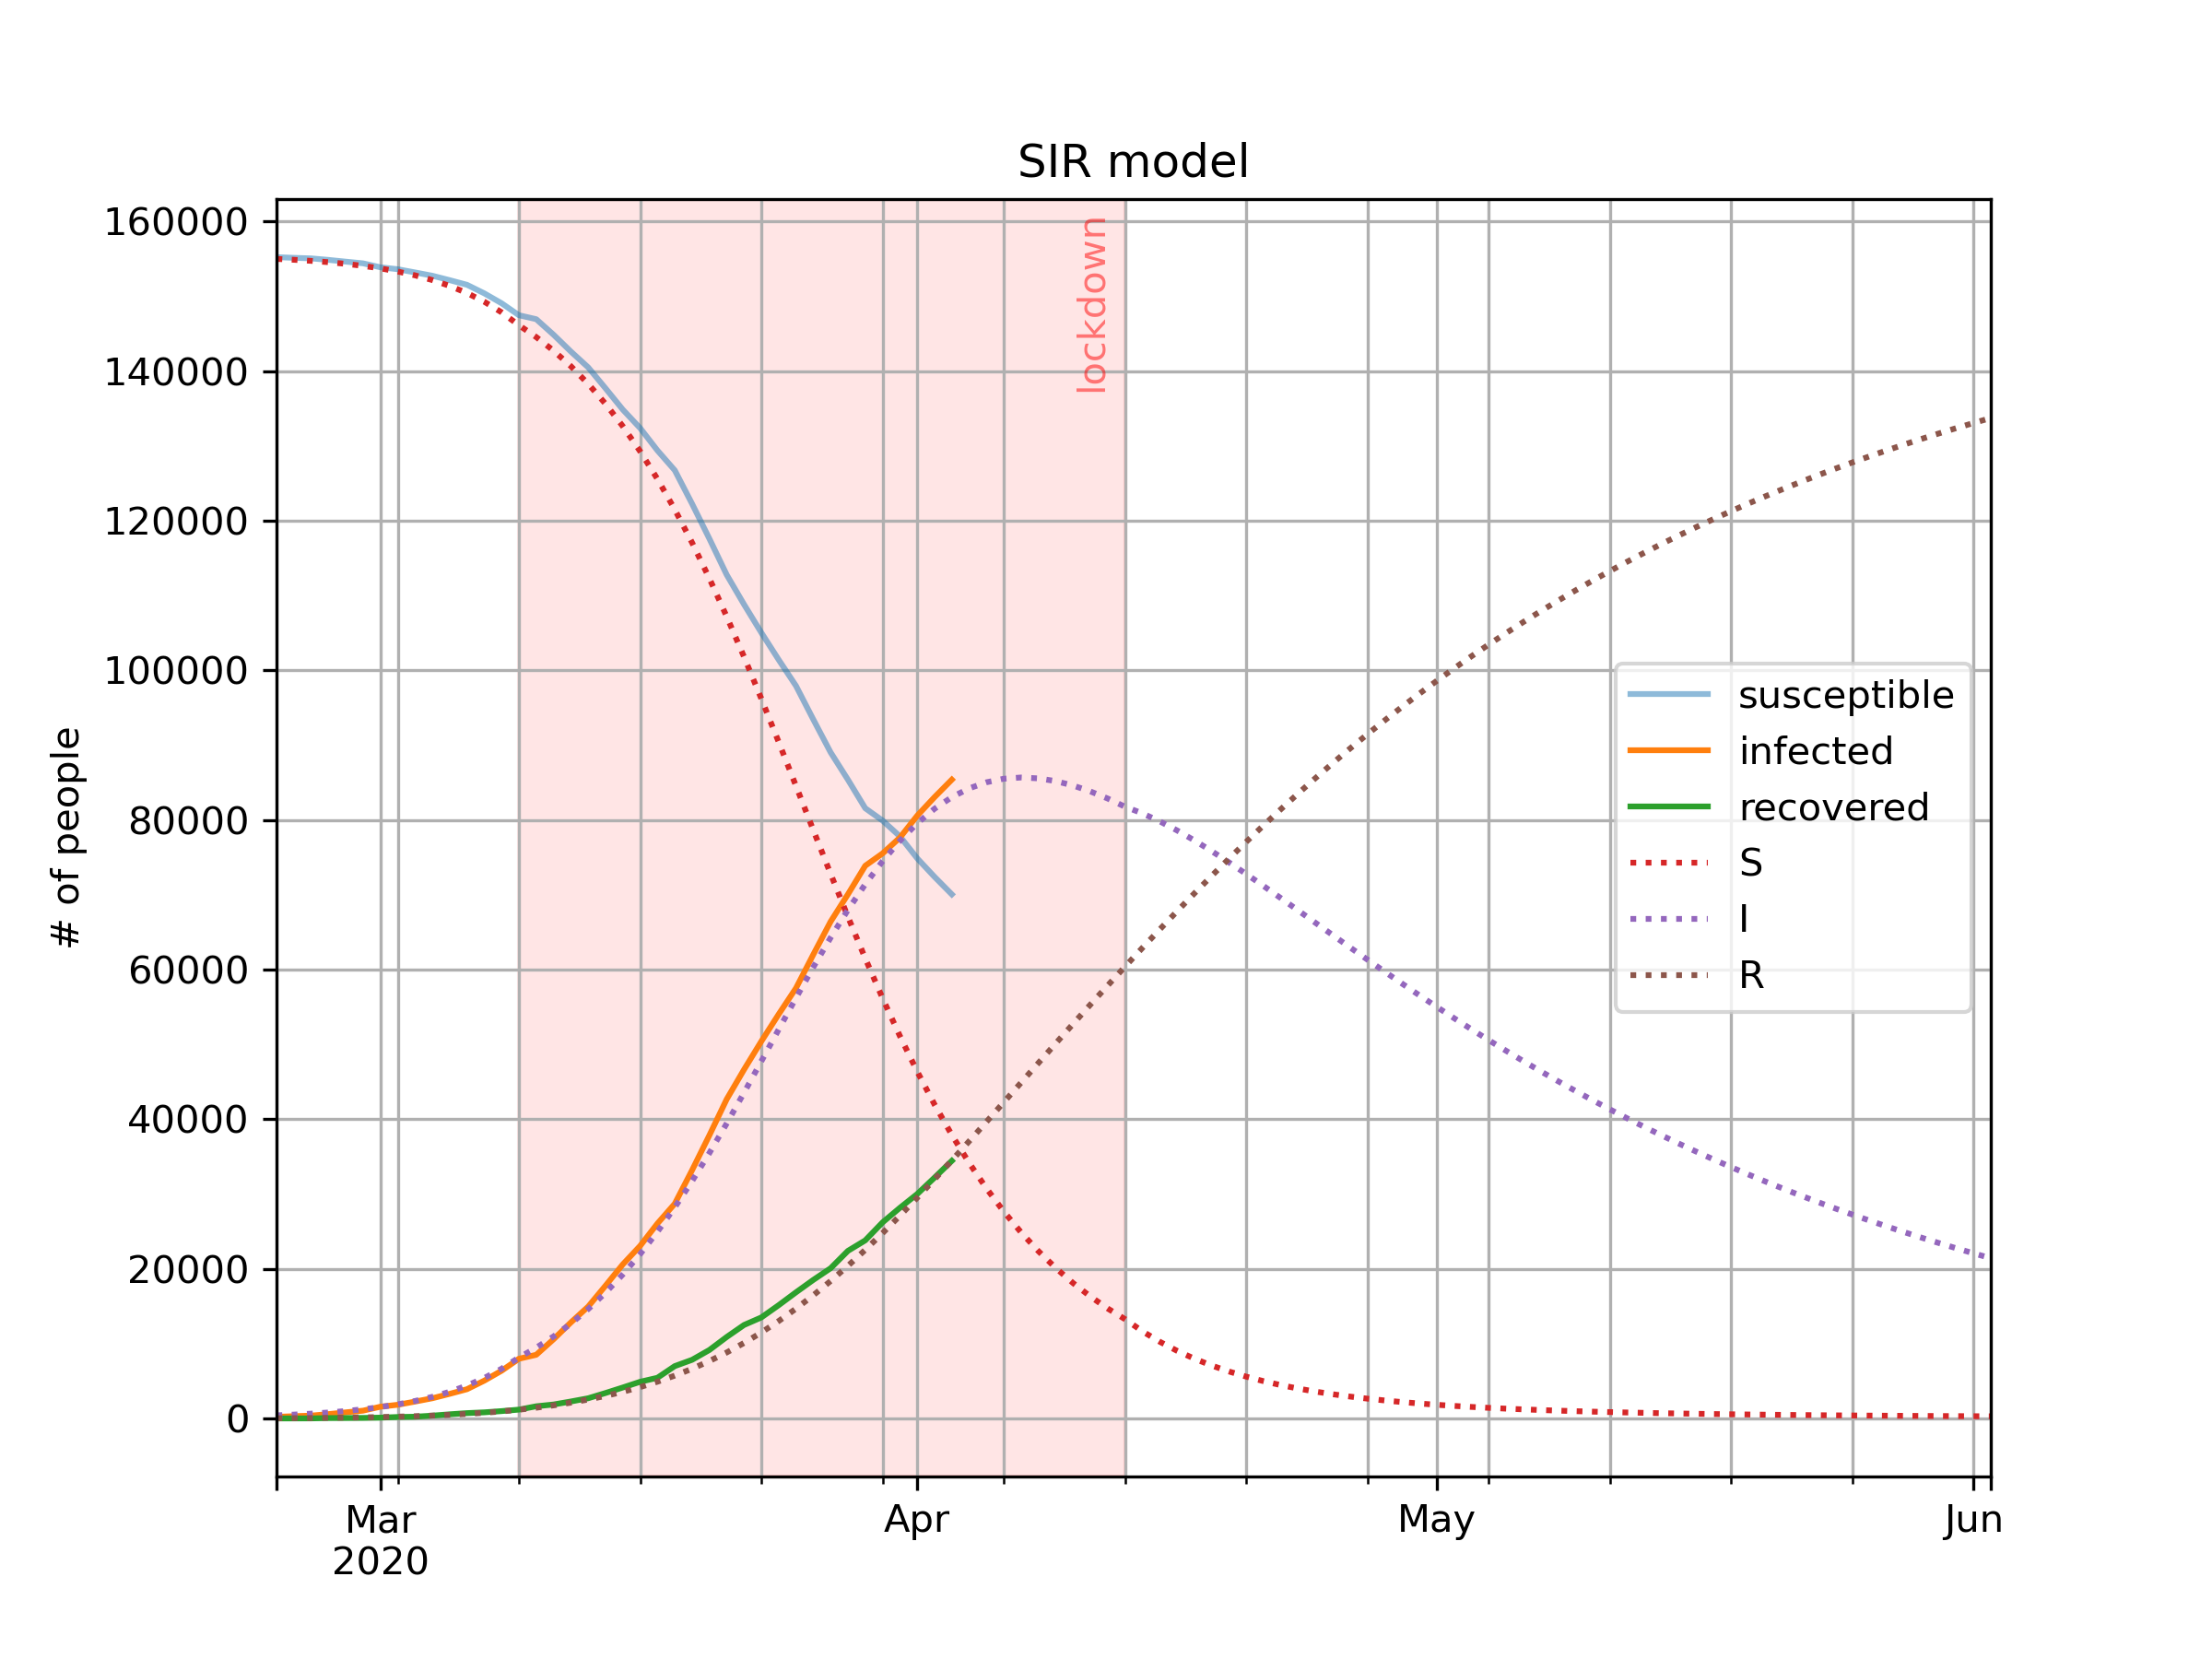 SIR model
160000
140000
120000
100000
80000
60000
40000
20000
0
# of people
lockdown
susceptible
infected
recovered
S
I
R
Mar
2020
Apr
May
Jun